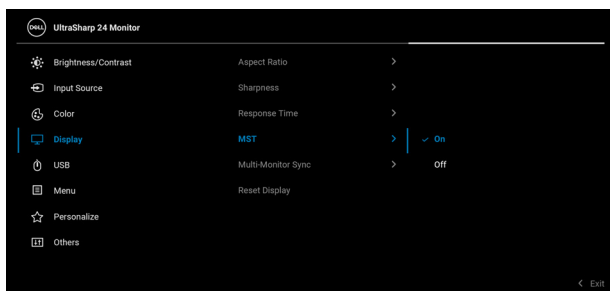 DELL UltraSharp 24 Monitor
Brightness/Contrast Aspect Ratio >
Input Source Sharpness >
Color Response Time >
Display MST > ✓ On
USB Multi-Monitor Sync > Off
Menu Reset Display
Personalize
Others
< Exit